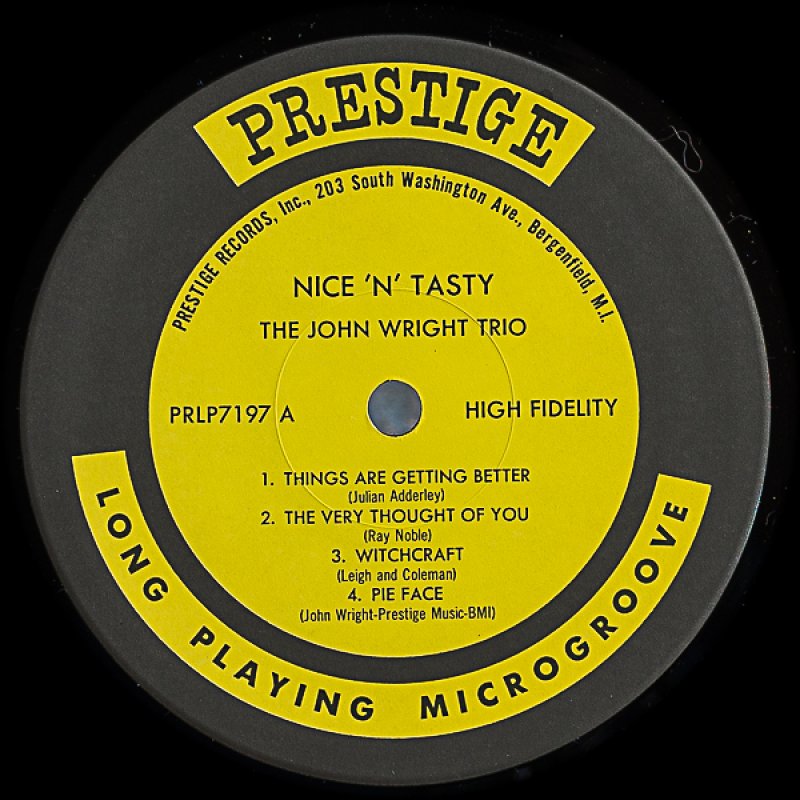 PRESTIGE
PRESTIGE RECORDS, Inc., 203 South Washington Ave., Bergenfield, M.I.
NICE 'N' TASTY
THE JOHN WRIGHT TRIO
PRLP7197 A
HIGH FIDELITY
1. THINGS ARE GETTING BETTER
(Julian Adderley)
2. THE VERY THOUGHT OF YOU
(Ray Noble)
3. WITCHCRAFT
(Leigh and Coleman)
4. PIE FACE
(John Wright-Prestige Music-BMI)
LONG PLAYING MICROGROOVE